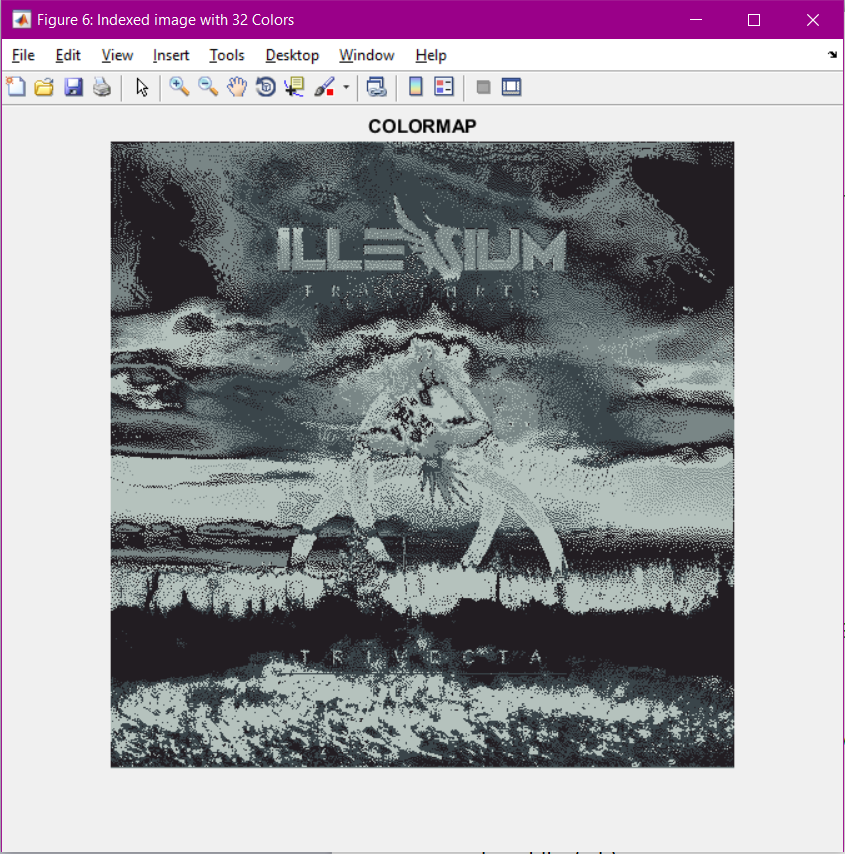 Figure 6: Indexed image with 32 Colors
File Edit View Insert Tools Desktop Window Help
COLORMAP
ILLENIUM
TRIVECTA